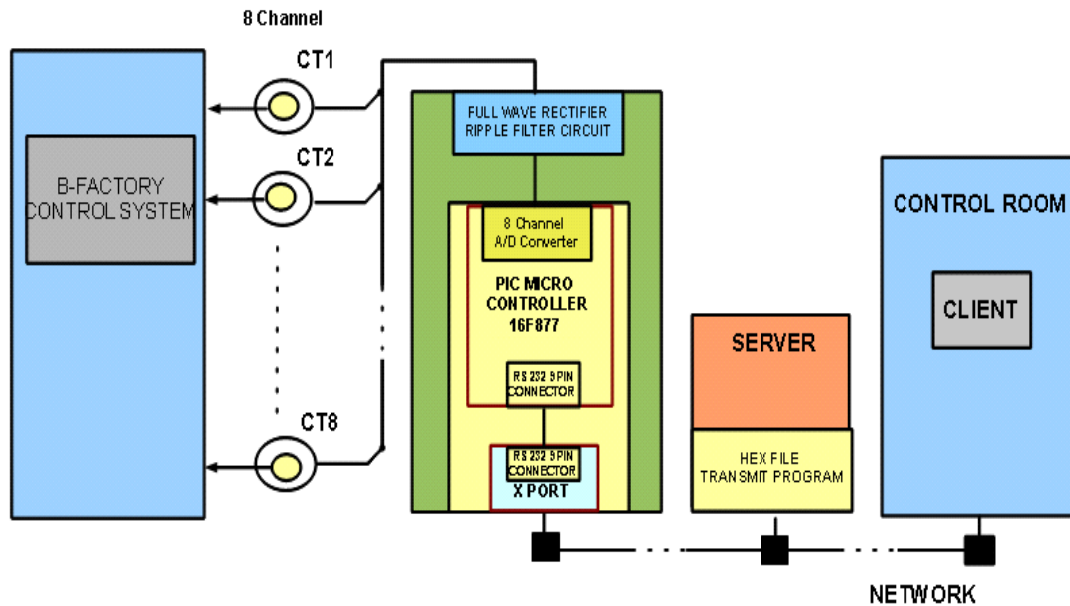 8 Channel
CT1
CT2
CT8
B-FACTORY
CONTROL SYSTEM
FULL WAVE RECTIFIER
RIPPLE FILTER CIRCUIT
8 Channel
A/D Converter
PIC MICRO
CONTROLLER
16F877
RS 232 9 PIN
CONNECTOR
RS 232 9 PIN
CONNECTOR
X PORT
SERVER
HEX FILE
TRANSMIT PROGRAM
CONTROL ROOM
CLIENT
NETWORK